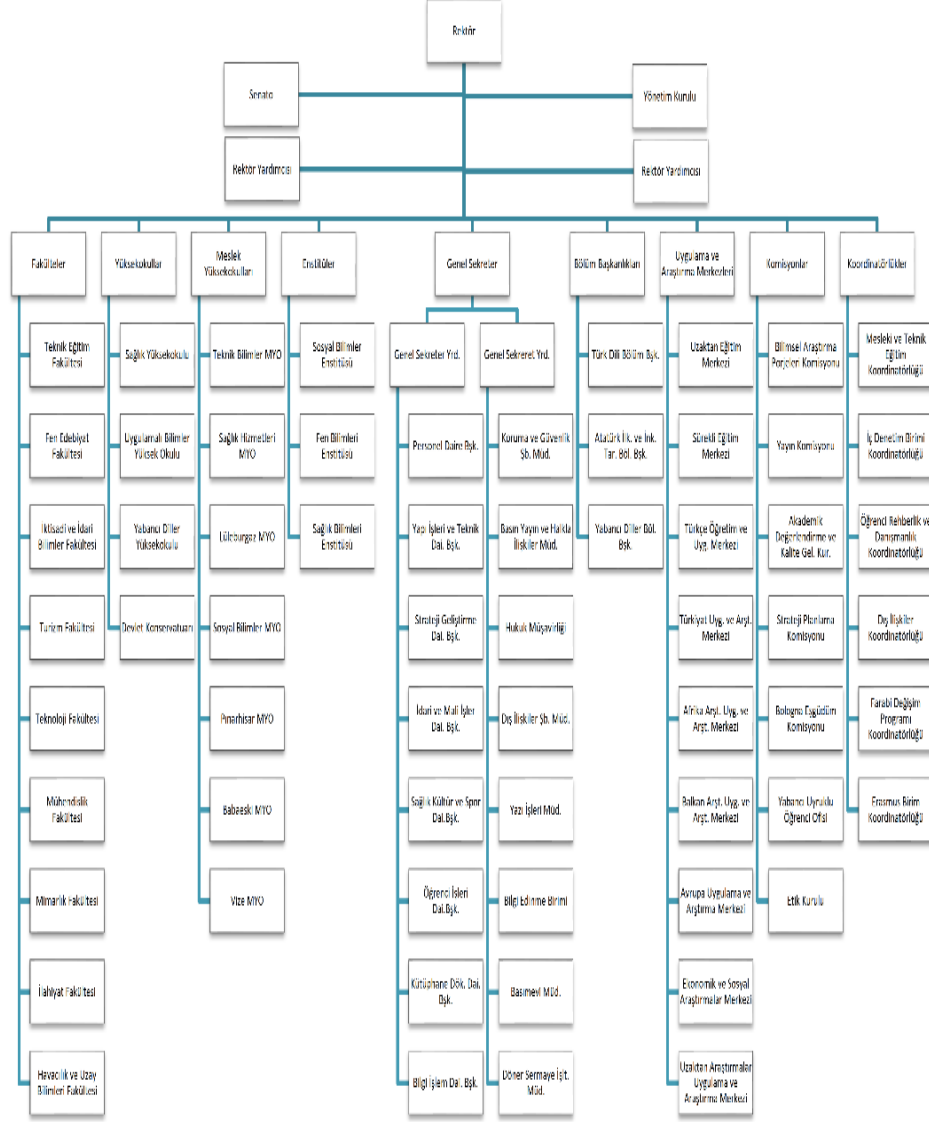 Rektör
Senato
Yönetim Kurulu
Rektör Yardımcısı
Rektör Yardımcısı
Fakülteler
Yüksekokullar
Meslek
Yüksekokulları
Enstitüler
Genel Sekreter
Bölüm Başkanlıkları
Uygulama ve
Araştırma Merkezleri
Komisyonlar
Koordinatörlükler
Teknik Eğitim
Fakültesi
Fen Edebiyat
Fakültesi
İktisadi ve İdari
Bilimler Fakültesi
Turizm Fakültesi
Teknoloji Fakültesi
Mühendislik
Fakültesi
Mimarlık Fakültesi
İlahiyat Fakültesi
Havacılık ve Uzay
Bilimleri Fakültesi
Sağlık Yüksekokulu
Uygulamalı Bilimler
Yüksek Okulu
Yabancı Diller
Yüksekokulu
Devlet Konservatuarı
Teknik Bilimler MYO
Sağlık Hizmetleri
MYO
Lüleburgaz MYO
Sosyal Bilimler MYO
Pınarhisar MYO
Babaeski MYO
Vize MYO
Sosyal Bilimler
Enstitüsü
Fen Bilimleri
Enstitüsü
Sağlık Bilimleri
Enstitüsü
Genel Sekreter Yrd.
Personel Daire Bşk.
Yapı İşleri ve Teknik
Dai. Bşk.
Strateji Geliştirme
Dai. Bşk.
İdari ve Mali İşler
Dai. Bşk.
Sağlık Kültür ve Spor
Dai.Bşk.
Öğrenci İşleri
Dai.Bşk.
Kütüphane Dök. Dai.
Bşk.
Bilgi İşlem Dai. Bşk.
Genel Sekreret Yrd.
Koruma ve Güvenlik
Şb. Müd.
Basın Yayın ve Halkla
İlişkiler Müd.
Hukuk Müşavirliği
Dış İlişkiler Şb. Müd.
Yazı İşleri Müd.
Bilgi Edinme Birimi
Basımevi Müd.
Döner Sermaye İşlt.
Müd.
Türk Dili Bölüm Bşk.
Atatürk İlk. ve İnk.
Tar. Böl. Bşk.
Yabancı Diller Böl.
Bşk.
Uzaktan Eğitim
Merkezi
Sürekli Eğitim
Merkezi
Türkçe Öğretim ve
Uyg. Merkezi
Türkiyat Uyg. ve Arşt.
Merkezi
Afrika Arşt. Uyg. ve
Arşt. Merkezi
Balkan Arşt. Uyg. ve
Arşt. Merkezi
Avrupa Uygulama ve
Arştırma Merkezi
Ekonomik ve Sosyal
Araştırmalar Merkezi
Uzaktan Araştırmalar
Uygulama ve
Araştırma Merkezi
Bilimsel Araştırma
Porjeleri Komisyonu
Yayın Komisyonu
Akademik
Değerlendirme ve
Kalite Gel. Kur.
Strateji Planlama
Komisyonu
Bologna Eşgüdüm
Komisyonu
Yabancı Uyruklu
Öğrenci Ofisi
Etik Kurulu
Mesleki ve Teknik
Eğitim
Koordinatörlüğü
İç Denetim Birimi
Koordinatörlüğü
Öğrenci Rehberlik ve
Danışmanlık
Koordinatörlüğü
Dış İlişkiler
Koordinatörlüğü
Farabi Değişim
Programı
Koordinatörlüğü
Erasmus Birim
Koordinatörlüğü